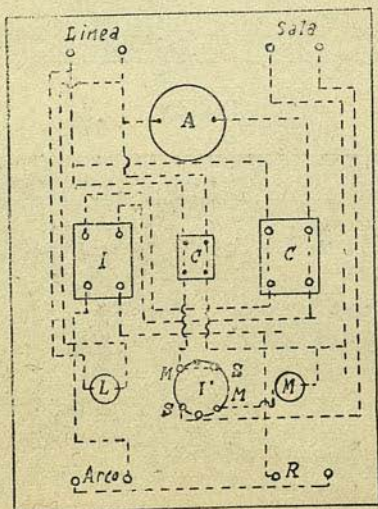 Linea Sala
A
I C C
M S
L I' M M
S
Arco R